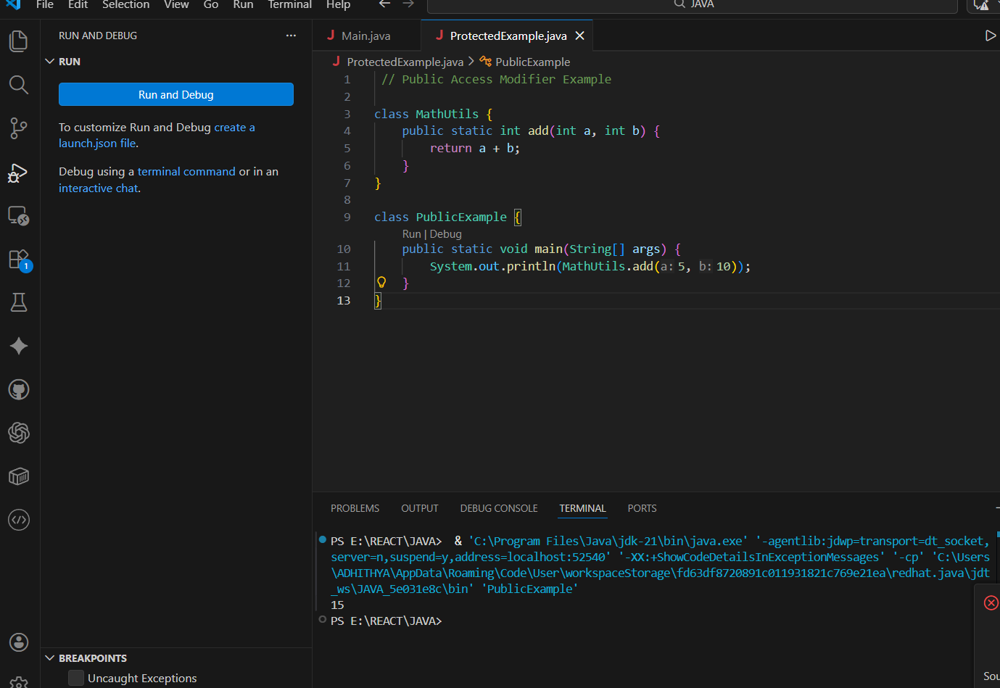 File Edit Selection View Go Run Terminal Help
JAVA
RUN AND DEBUG
RUN
Run and Debug
To customize Run and Debug create a
launch.json file.
Debug using a terminal command or in an
interactive chat.
1
BREAKPOINTS
Uncaught Exceptions
Main.java
ProtectedExample.java
ProtectedExample.java > PublicExample
1 // Public Access Modifier Example
2
3 class MathUtils {
4 public static int add(int a, int b) {
5 return a + b;
6 }
7 }
8
9 class PublicExample {
Run | Debug
10 public static void main(String[] args) {
11 System.out.println(MathUtils.add(a: 5, b: 10));
12 }
13 }
PROBLEMS OUTPUT DEBUG CONSOLE TERMINAL PORTS
PS E:\REACT\JAVA> & 'C:\Program Files\Java\jdk-21\bin\java.exe' '-agentlib:jdwp=transport=dt_socket,
server=n,suspend=y,address=localhost:52540' '-XX:+ShowCodeDetailsInExceptionMessages' '-cp' 'C:\Users
\ADHITHYA\AppData\Roaming\Code\User\workspaceStorage\fd63df8720891c011931821c769e21ea\redhat.java\jdt
_ws\JAVA_5e031e8c\bin' 'PublicExample'
15
PS E:\REACT\JAVA>